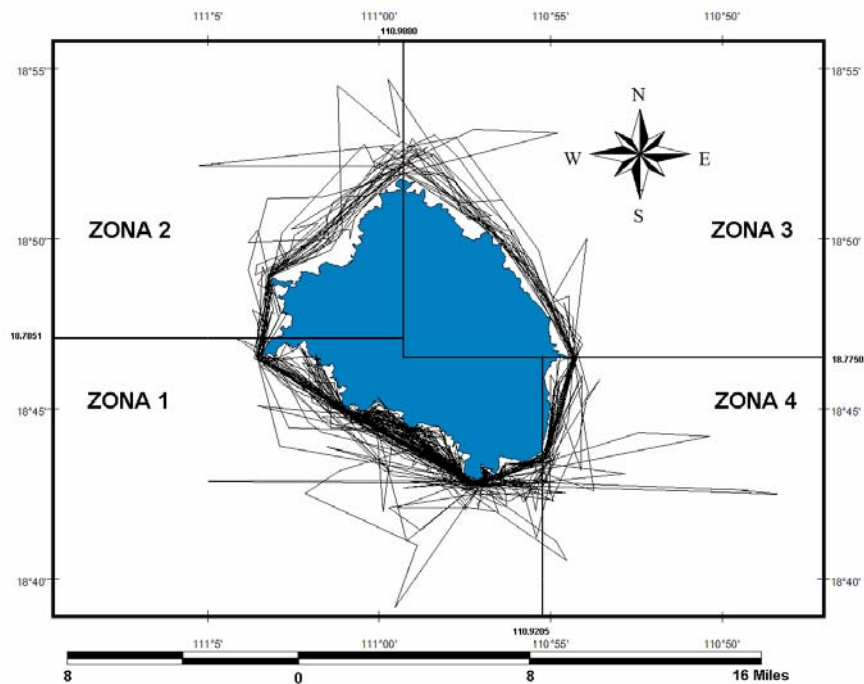 111°5' 111°00' 110°55' 110°50'
110.9880
18°55' 18°55'
N
W E
S
ZONA 2 ZONA 3
18°50' 18°50'
18.7851
18.7750
ZONA 1 ZONA 4
18°45' 18°45'
18°40' 18°40'
110.9205
111°5' 111°00' 110°55' 110°50'
8 0 8 16 Miles